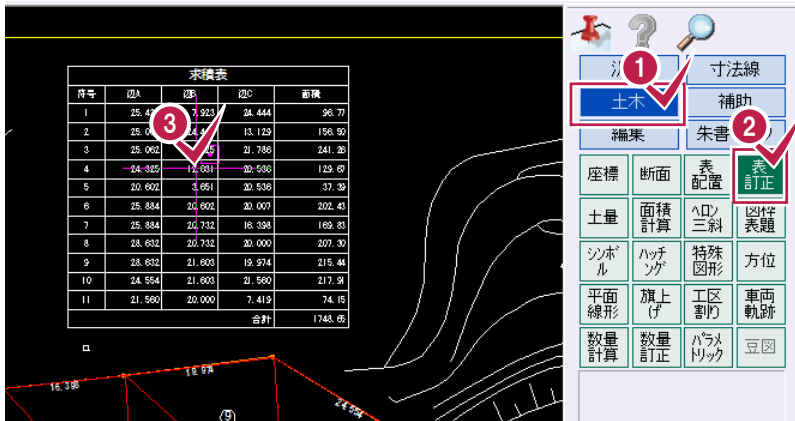 求積表
符号 辺A 辺B 辺C 面積
1 24.444 96.77
2 13.129 156.50
3 25.062 21.786 241.26
4 24.325 12.631 20.536 129.67
5 20.602 3.651 20.536 37.39
6 25.884 20.602 20.007 202.43
7 25.884 20.732 16.398 169.83
8 28.632 20.732 20.000 207.30
9 28.632 21.603 19.974 215.44
10 24.554 21.603 21.560 217.91
11 21.560 20.000 7.419 74.15
合計 1748.65
16.398
19.974
24.554
9
1
2
3
寸法線
土木
補助
編集
朱書
座標
断面
表配置
表訂正
土量
面積計算
ヘロン三斜
図枠表題
シンボル
ハッチング
特殊図形
方位
平面線形
旗上げ
工区割り
車両軌跡
数量計算
数量訂正
パラメトリック
豆図